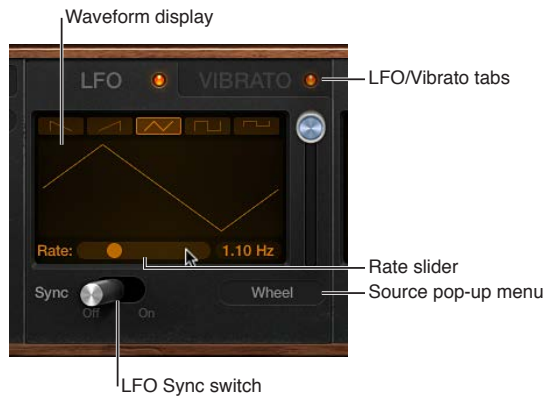 Waveform display
LFO
VIBRATO
LFO/Vibrato tabs
Rate:
1.10 Hz
Rate slider
Sync
Off
On
Wheel
Source pop-up menu
LFO Sync switch